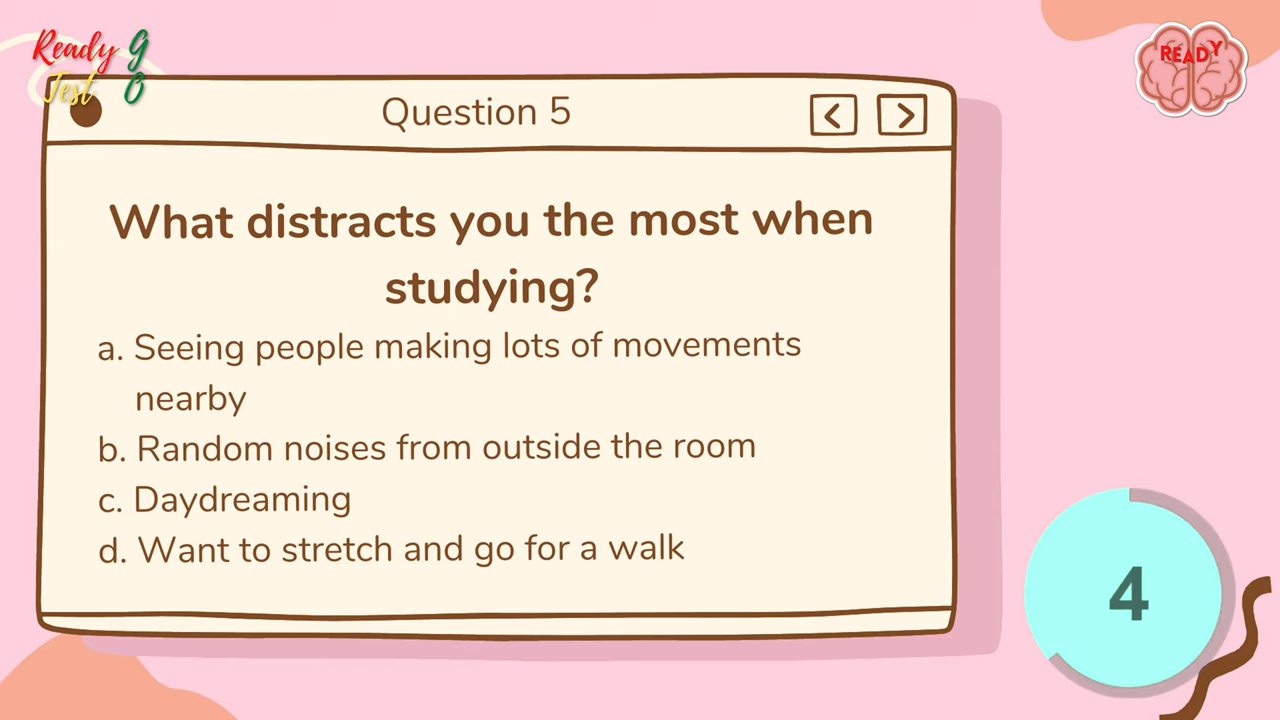 Ready GO
Test
READY
Question 5
What distracts you the most when
studying?
a. Seeing people making lots of movements
nearby
b. Random noises from outside the room
c. Daydreaming
d. Want to stretch and go for a walk
4